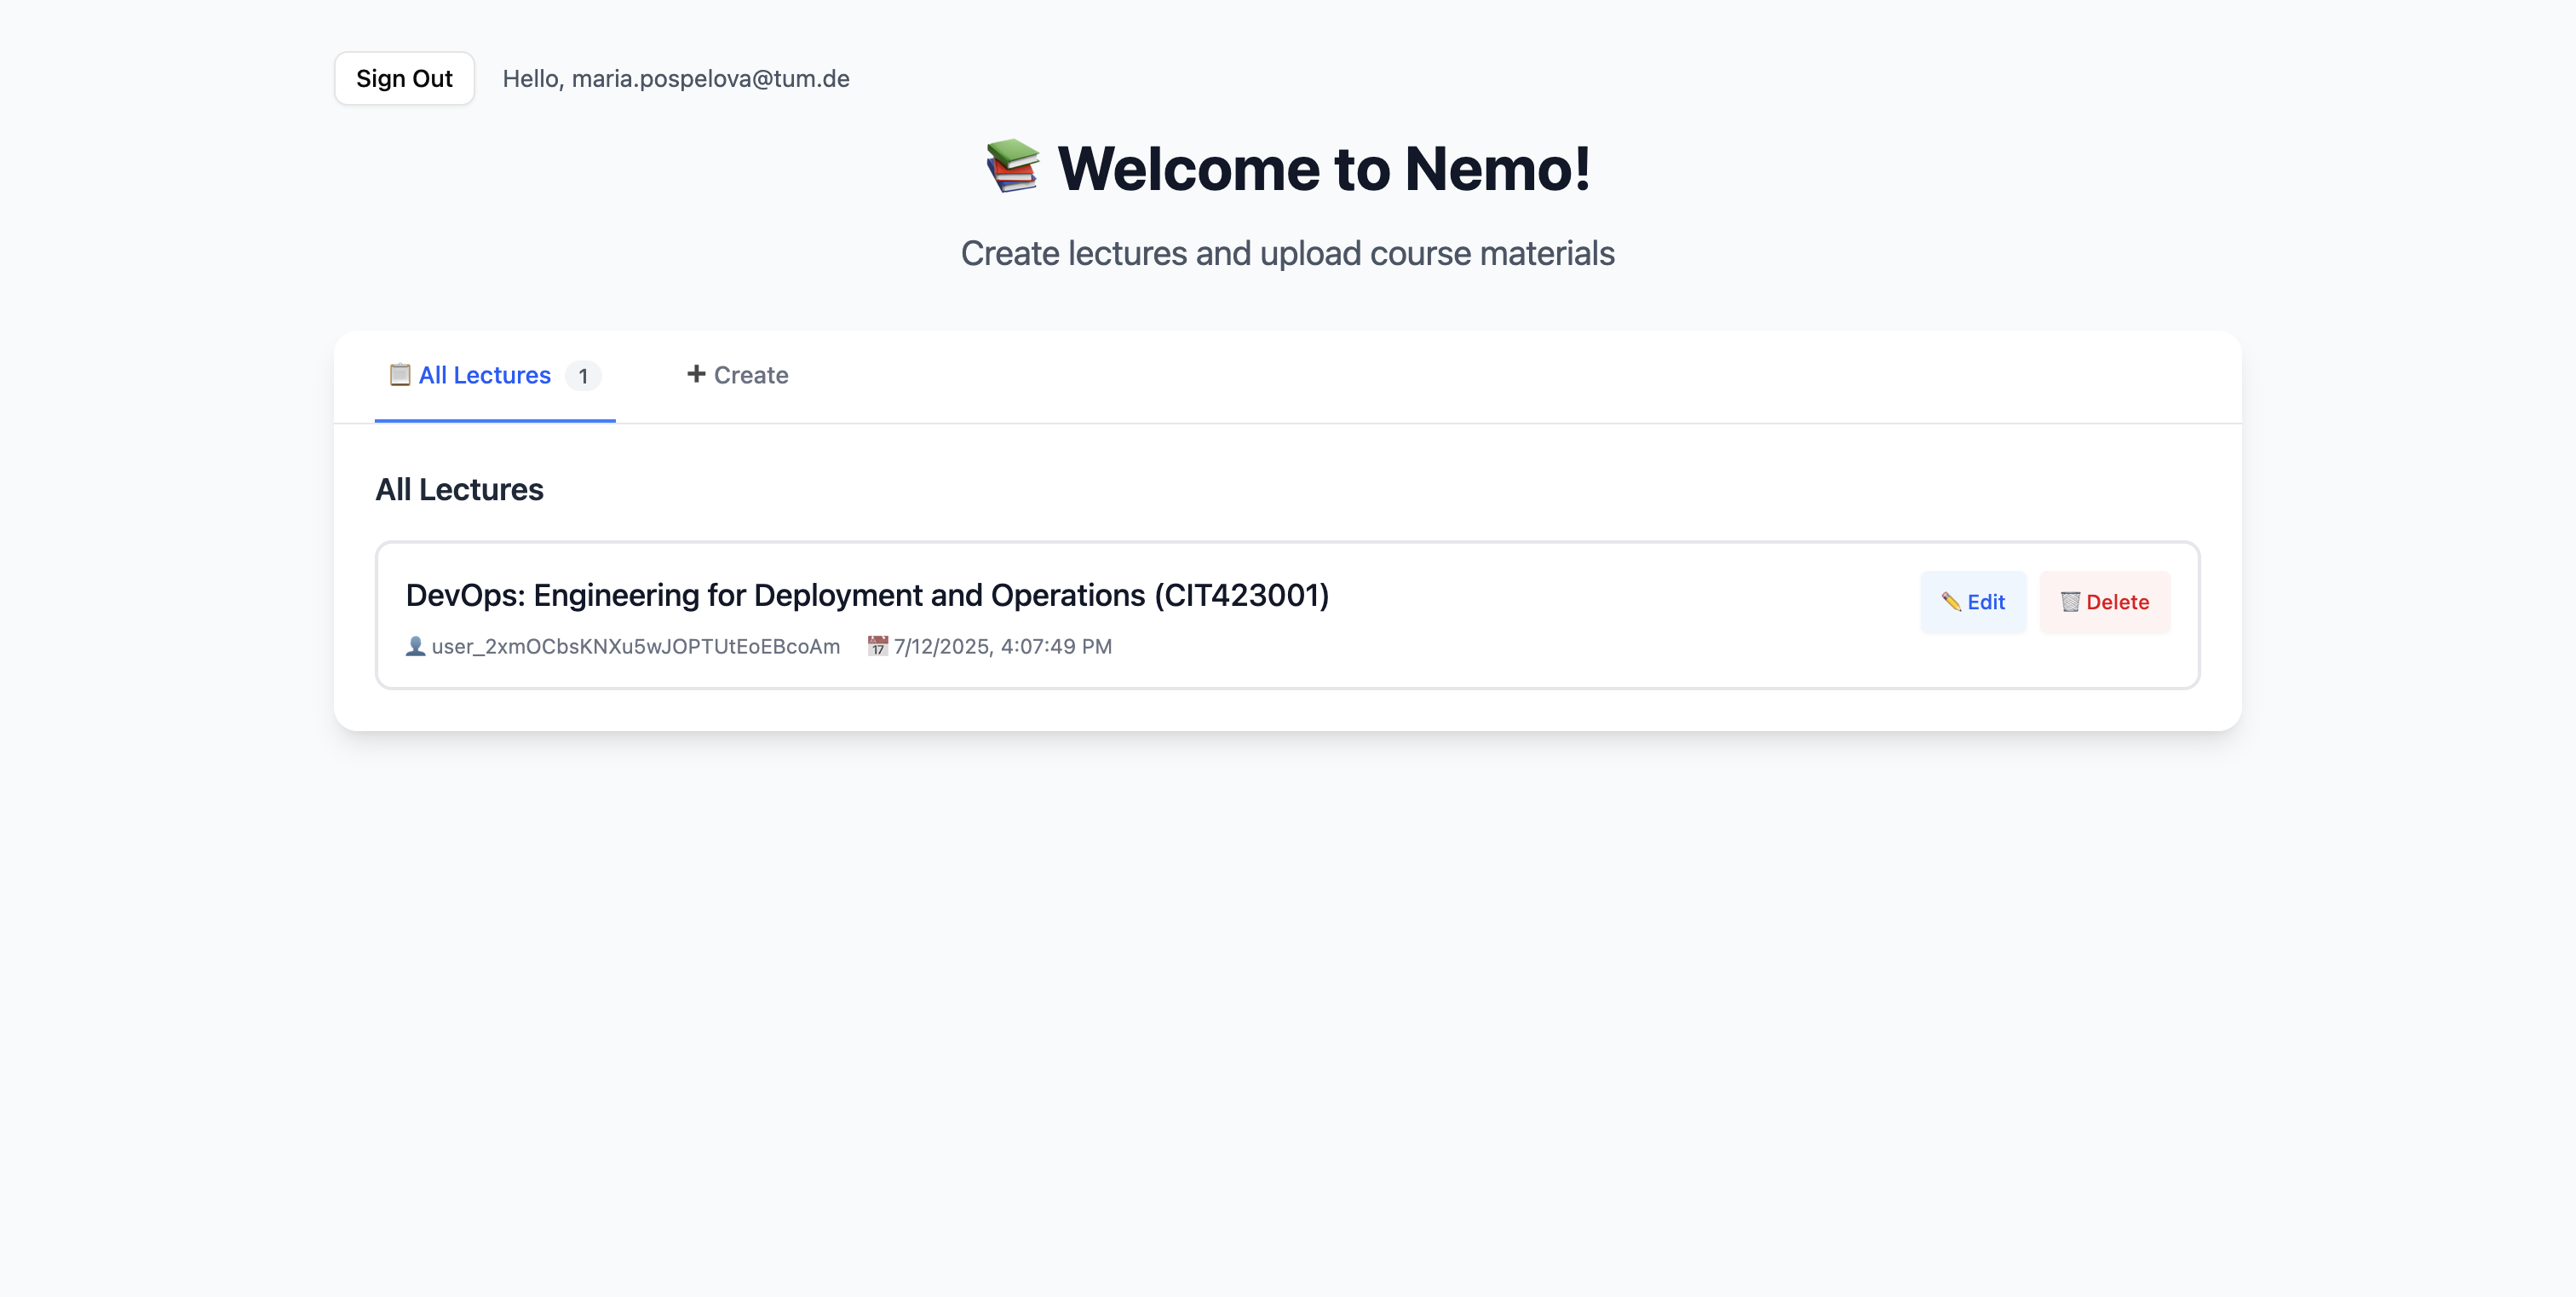 Sign Out Hello, maria.pospelova@tum.de
📚 Welcome to Nemo!
Create lectures and upload course materials
📋 All Lectures 1 ➕ Create
All Lectures
DevOps: Engineering for Deployment and Operations (CIT423001)
✏️ Edit 🗑️ Delete
👤 user_2xmOCbsKNXu5wJOPTUtEoEBcoAm 📅 7/12/2025, 4:07:49 PM